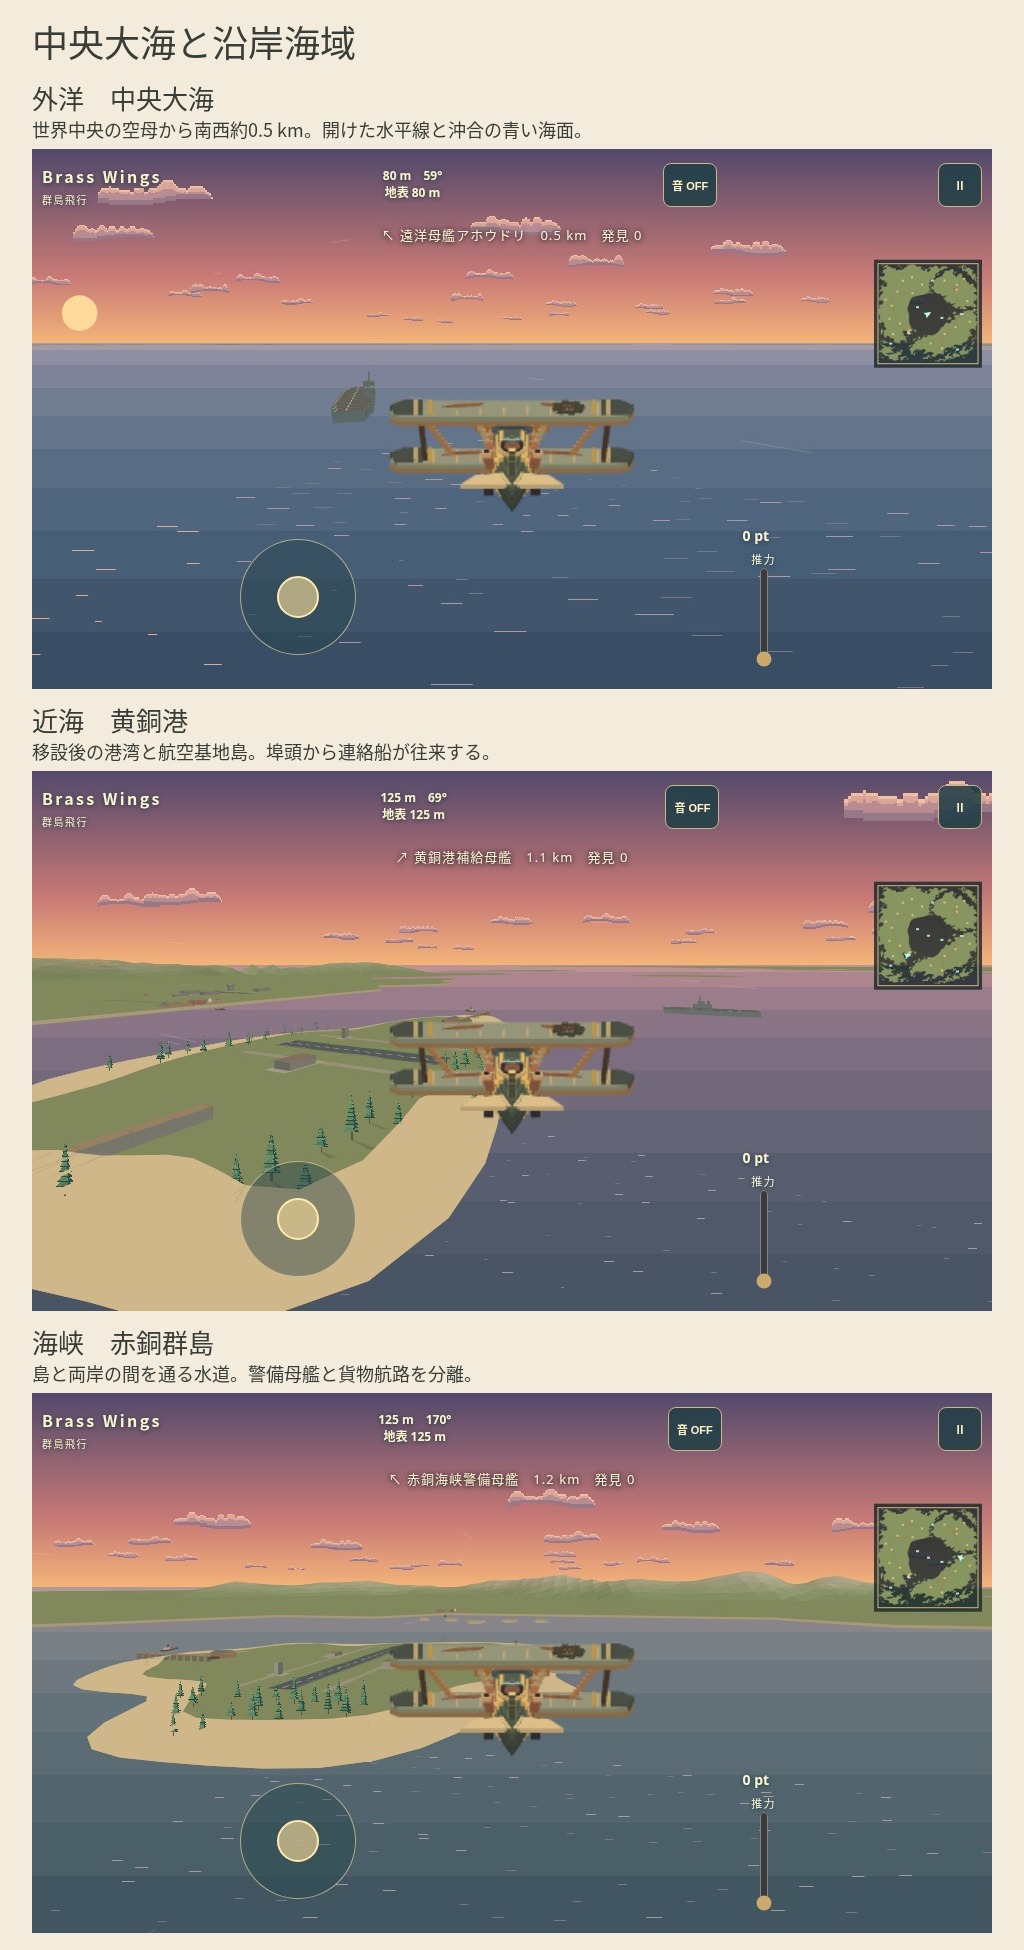 中央大海と沿岸海域
外洋　中央大海
世界中央の空母から南西約0.5 km。開けた水平線と沖合の青い海面。
Brass Wings
群島飛行
80 m　59°
地表 80 m
音 OFF
II
↖ 遠洋母艦アホウドリ　0.5 km　発見 0
0 pt
推力
近海　黄銅港
移設後の港湾と航空基地島。埠頭から連絡船が往来する。
Brass Wings
群島飛行
125 m　69°
地表 125 m
音 OFF
II
↗ 黄銅港補給母艦　1.1 km　発見 0
0 pt
推力
海峡　赤銅群島
島と両岸の間を通る水道。警備母艦と貨物航路を分離。
Brass Wings
群島飛行
125 m　170°
地表 125 m
音 OFF
II
↖ 赤銅海峡警備母艦　1.2 km　発見 0
0 pt
推力